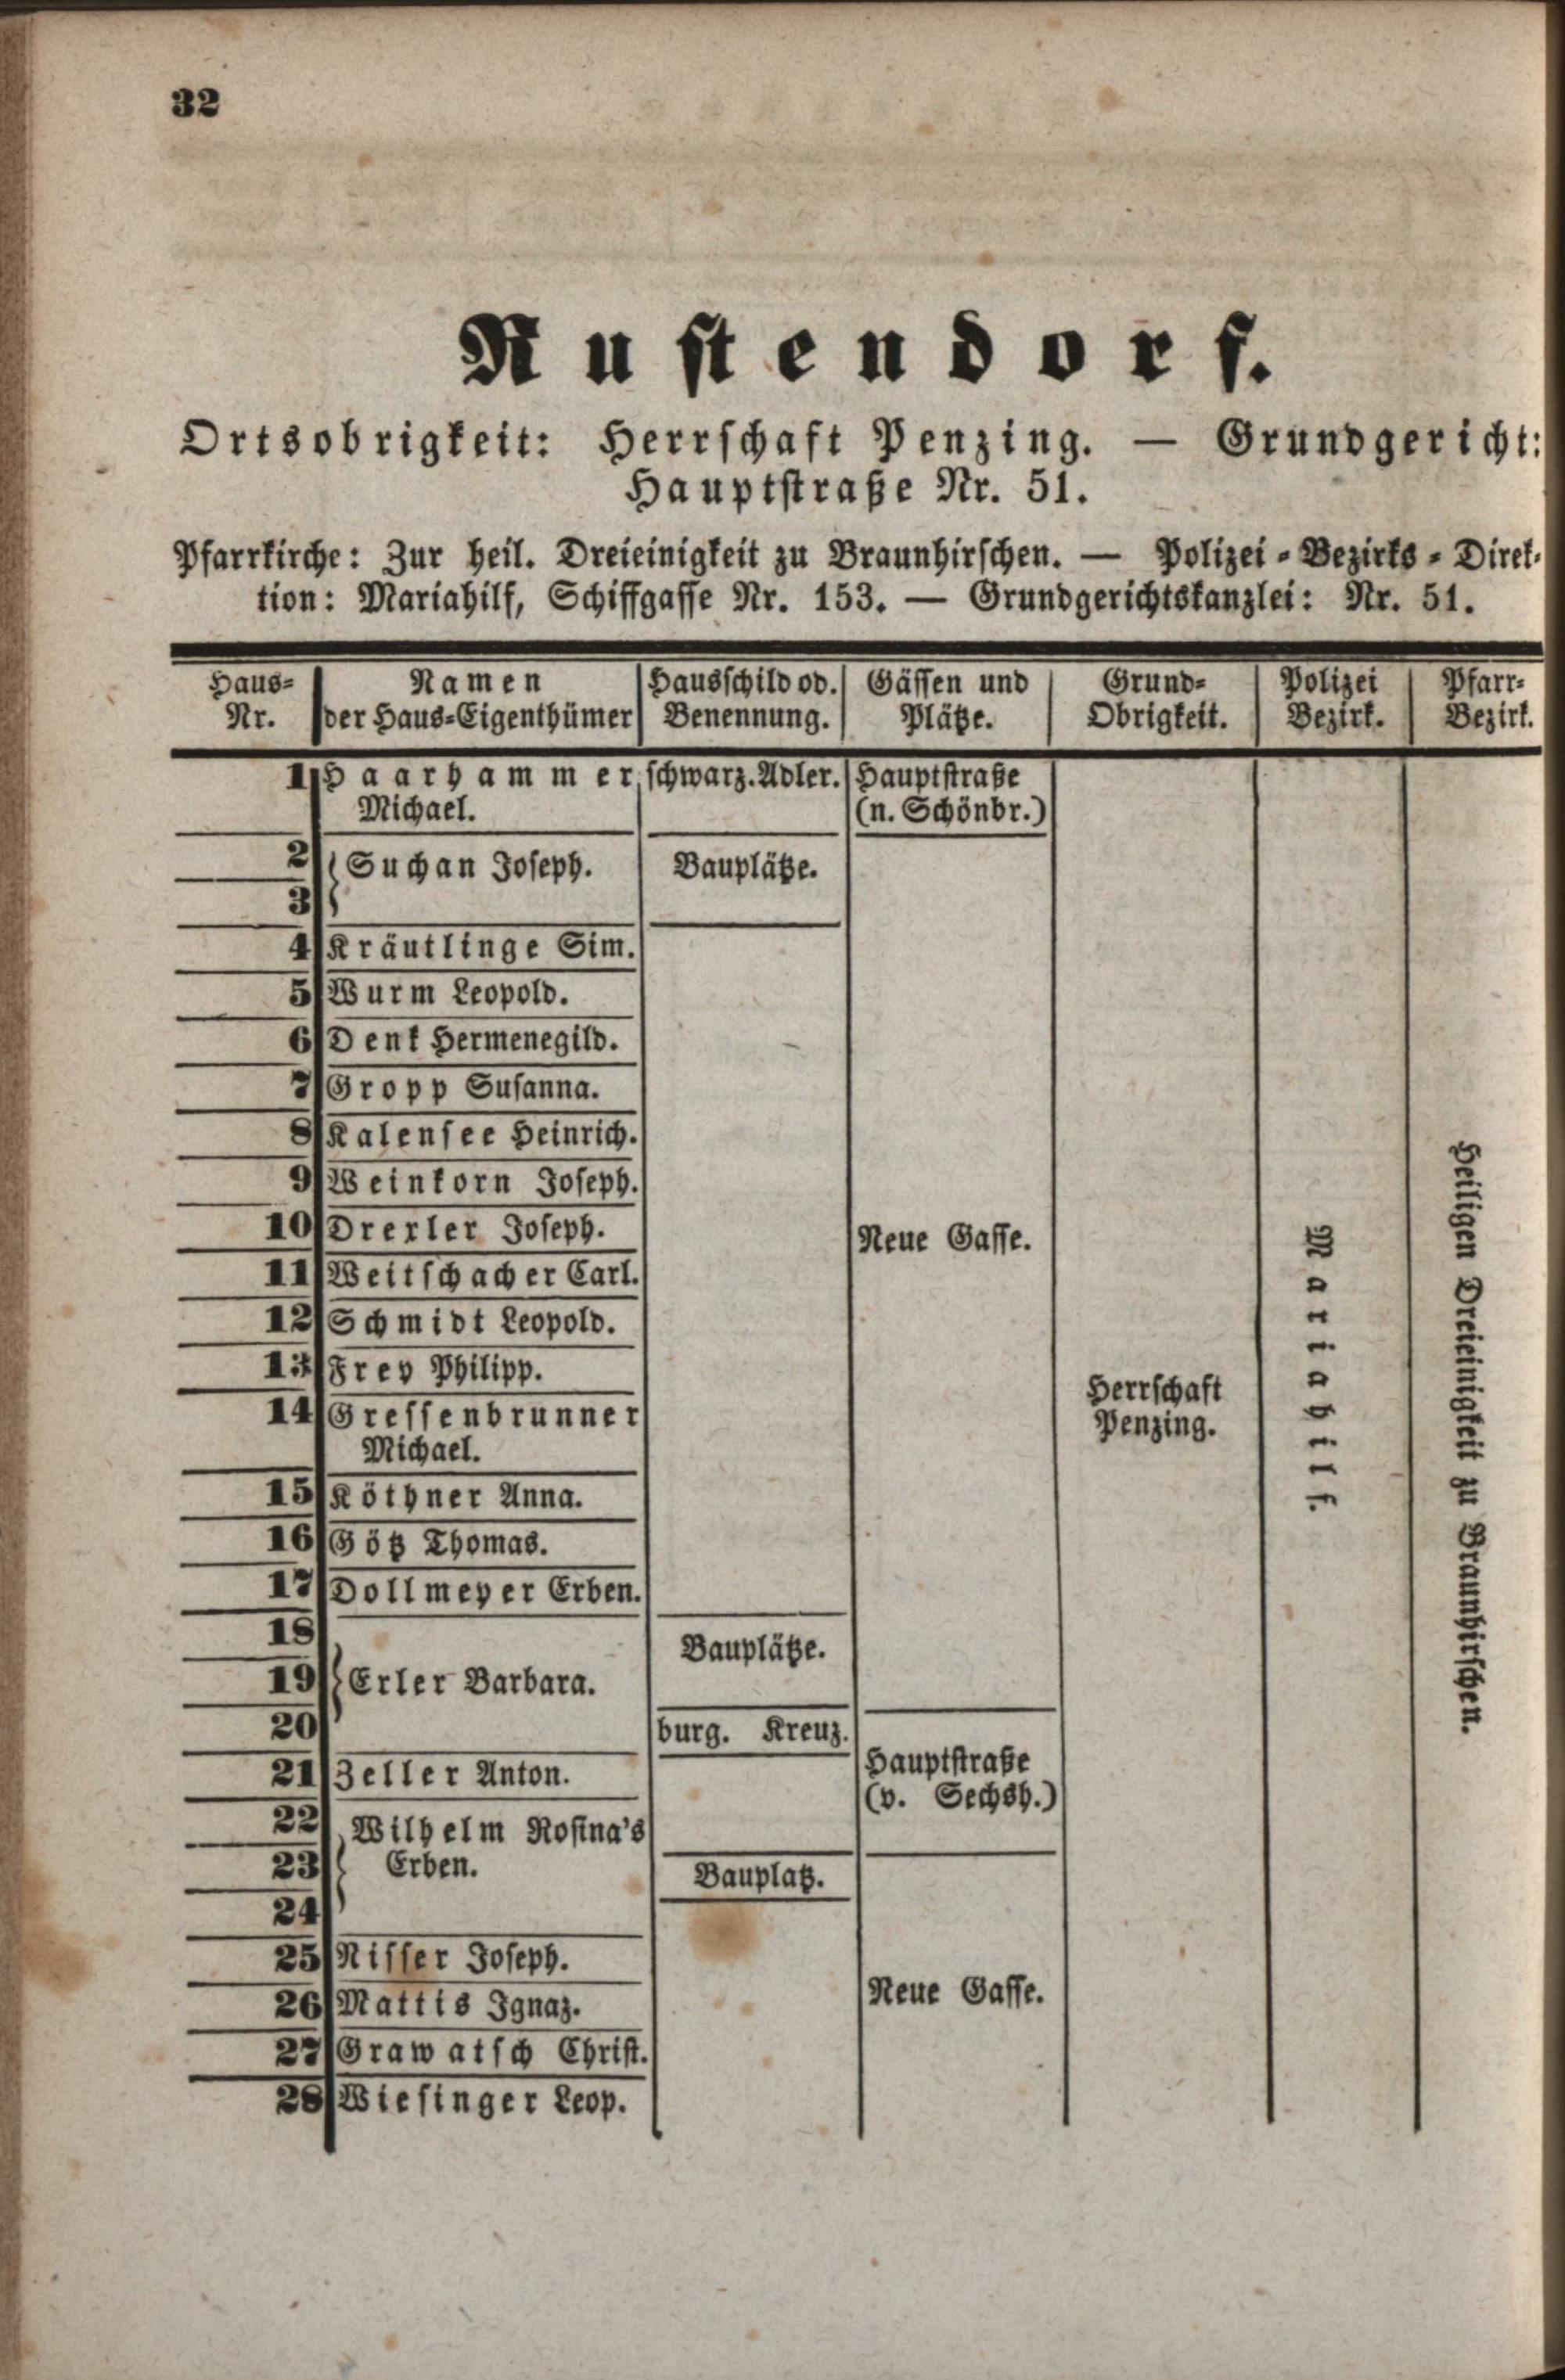 32
Rustendorf.
Ortsobrigkeit: Herrschaft Penzing. — Grundgericht:
Hauptstraße Nr. 51.
Pfarrkirche: Zur heil. Dreieinigkeit zu Braunhirschen. — Polizei-Bezirks-Direk-
tion: Mariahilf, Schiffgasse Nr. 153. — Grundgerichtskanzlei: Nr. 51.
Haus- Nr. Namen der Haus-Eigenthümer Hausschild od. Benennung. Gässen und Plätze. Grund- Obrigkeit. Polizei Bezirk. Pfarr- Bezirk.
1 Haarhammer schwarz. Adler. Hauptstraße
Michael. (n. Schönbr.)
2 Suchan Joseph. Bauplätze.
3
4 Kräutlinge Sim.
5 Wurm Leopold.
6 Denk Hermenegild.
7 Gropp Susanna.
8 Kalensee Heinrich.
9 Weinkorn Joseph.
10 Drexler Joseph. Neue Gasse.
11 Weitschacher Carl.
12 Schmidt Leopold.
13 Frey Philipp.
14 Gressenbrunner
Michael.
Herrschaft
Penzing.
Mariahilf.
Heiligen Dreieinigkeit zu Braunhirschen.
15 Köthner Anna.
16 Götz Thomas.
17 Dollmeyer Erben.
18 Bauplätze.
19 Erler Barbara.
20 burg. Kreuz.
21 Zeller Anton. Hauptstraße
(v. Sechsh.)
22 Wilhelm Rosina's
23 Erben. Bauplatz.
24
25 Nisser Joseph.
26 Mattis Ignaz. Neue Gasse.
27 Grawatsch Christ.
28 Wiesinger Leop.